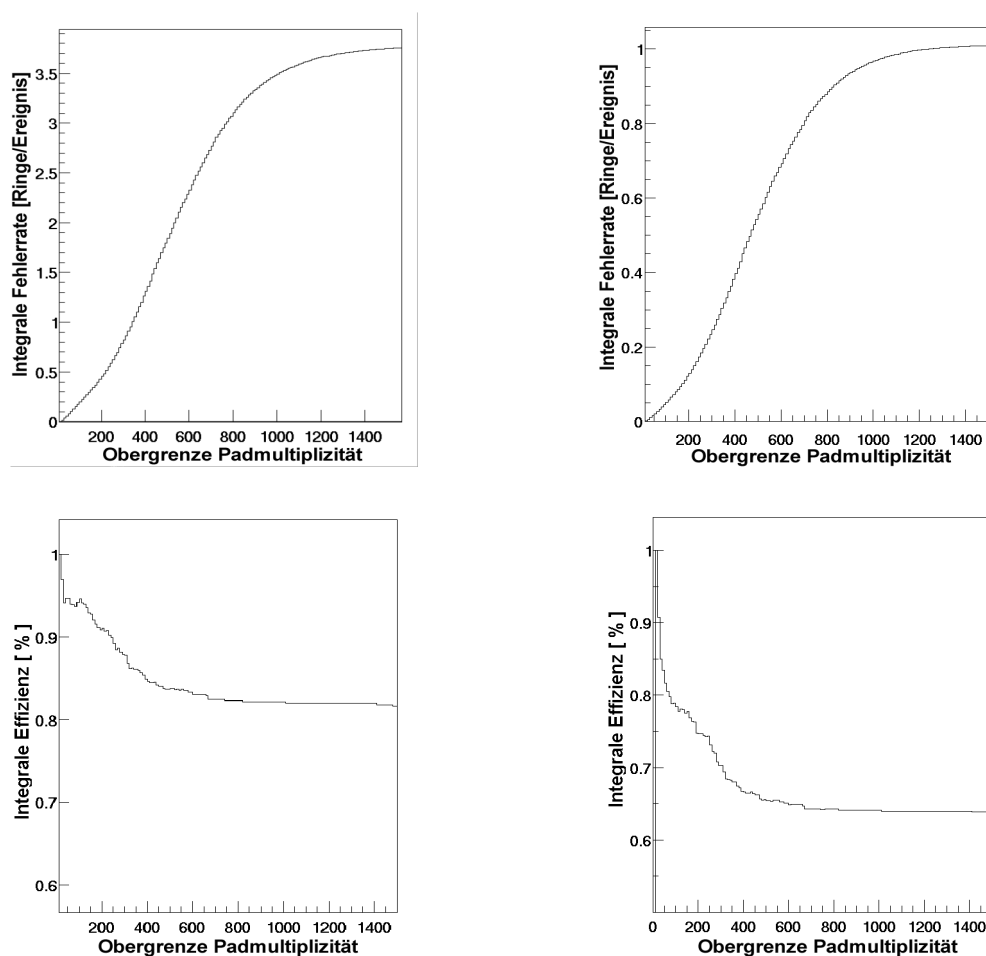 Integrale Fehlerrate [Ringe/Ereignis]
3.5
3
2.5
2
1.5
1
0.5
0
200 400 600 800 1000 1200 1400
Obergrenze Padmultiplizität
Integrale Fehlerrate [Ringe/Ereignis]
1
0.8
0.6
0.4
0.2
0
200 400 600 800 1000 1200 1400
Obergrenze Padmultiplizität
Integrale Effizienz [ % ]
1
0.9
0.8
0.7
0.6
200 400 600 800 1000 1200 1400
Obergrenze Padmultiplizität
Integrale Effizienz [ % ]
1
0.9
0.8
0.7
0.6
0 200 400 600 800 1000 1200 1400
Obergrenze Padmultiplizität